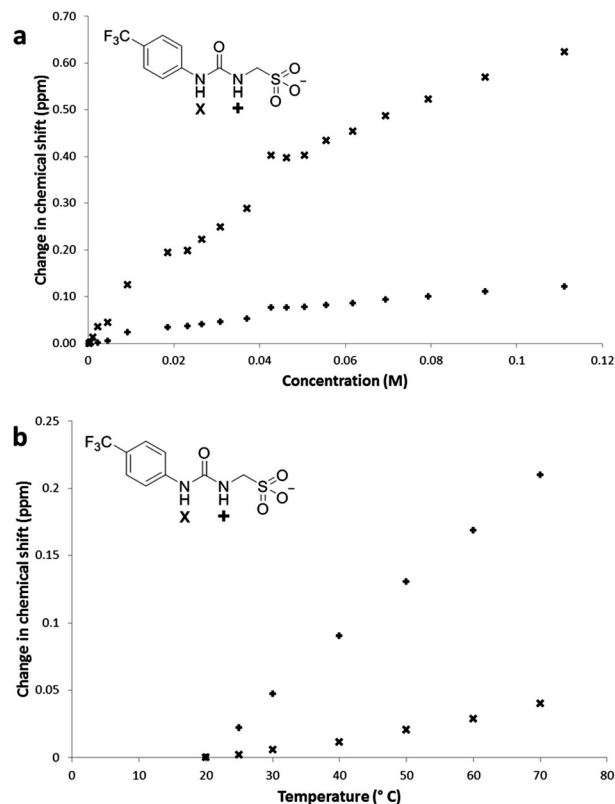 a
F₃C
O
N
H
N
H
S
O
O
O⁻
X
+
Change in chemical shift (ppm)
0.70
0.60
0.50
0.40
0.30
0.20
0.10
0.00
0 0.02 0.04 0.06 0.08 0.1 0.12
Concentration (M)
b
F₃C
O
N
H
N
H
S
O
O
O⁻
X
+
Change in chemical shift (ppm)
0.25
0.2
0.15
0.1
0.05
0
0 10 20 30 40 50 60 70 80
Temperature (° C)